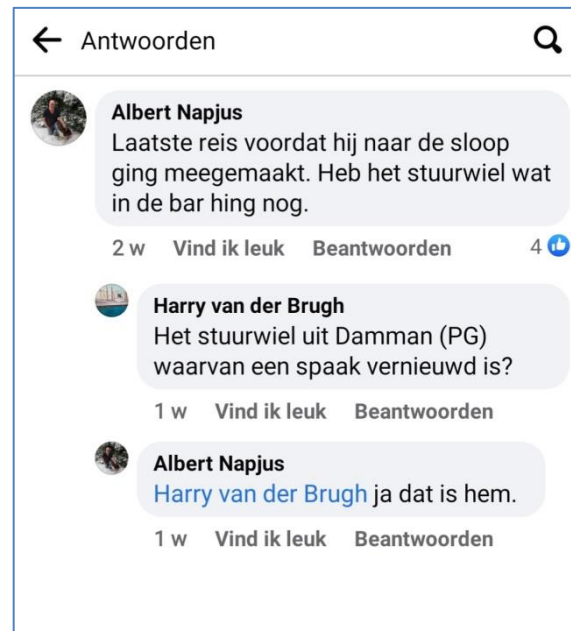 Antwoorden
Albert Napjus
Laatste reis voordat hij naar de sloop
ging meegemaakt. Heb het stuurwiel wat
in de bar hing nog.
2 w Vind ik leuk Beantwoorden 4
Harry van der Brugh
Het stuurwiel uit Damman (PG)
waarvan een spaak vernieuwd is?
1 w Vind ik leuk Beantwoorden
Albert Napjus
Harry van der Brugh ja dat is hem.
1 w Vind ik leuk Beantwoorden